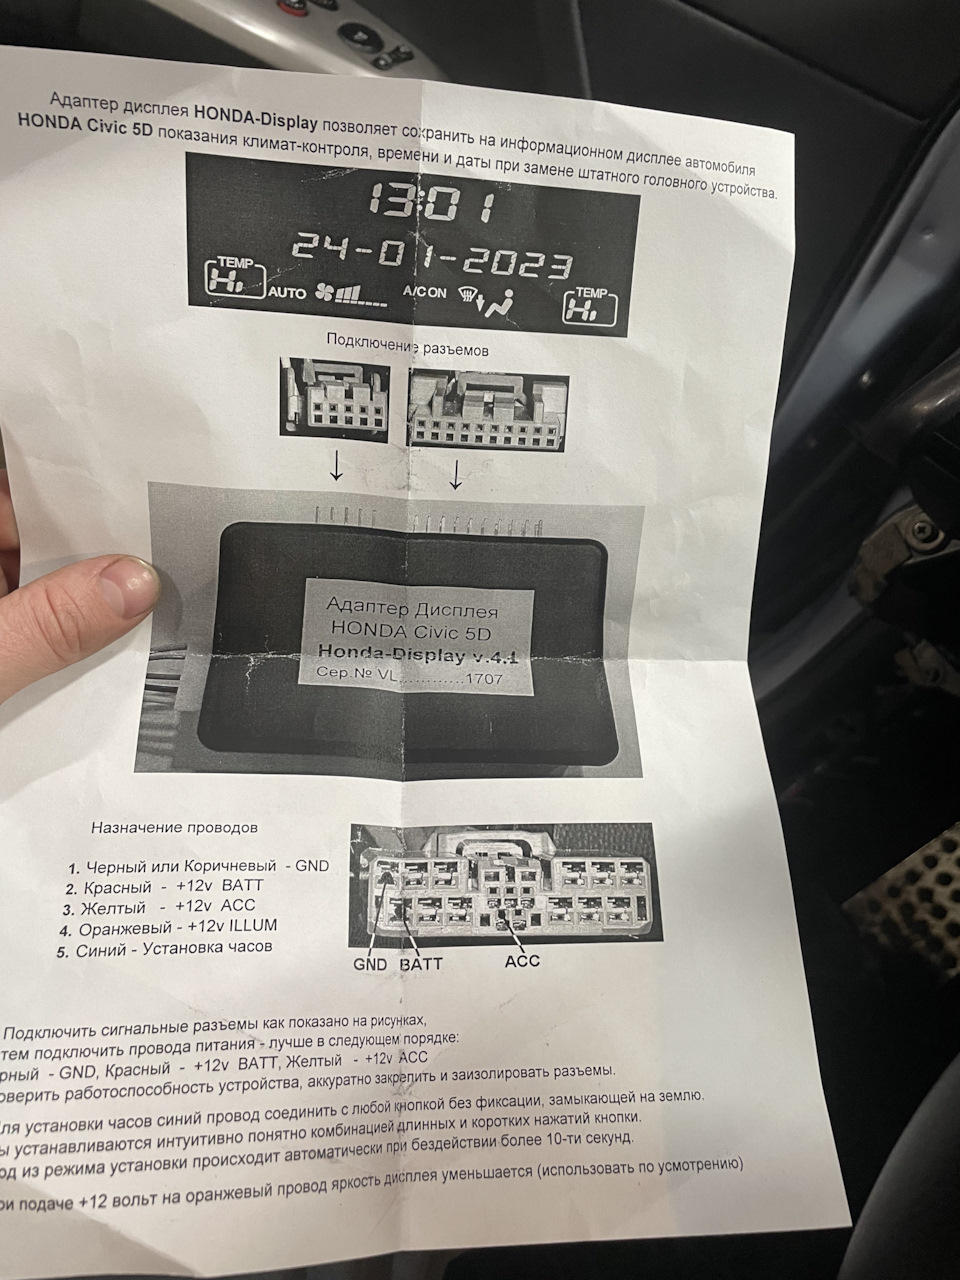 Адаптер дисплея HONDA-Display позволяет сохранить на информационном дисплее автомобиля
HONDA Civic 5D показания климат-контроля, времени и даты при замене штатного головного устройства.
13:01
24-01-2023
TEMP
Hi
AUTO
A/C ON
TEMP
Hi
Подключение разъемов
Адаптер Дисплея
HONDA Civic 5D
Honda-Display v.4.1
Сер.№ VL............1707
Назначение проводов
1. Черный или Коричневый - GND
2. Красный - +12v BATT
3. Желтый - +12v ACC
4. Оранжевый - +12v ILLUM
5. Синий - Установка часов
GND BATT ACC
Подключить сигнальные разъемы как показано на рисунках,
тем подключить провода питания - лучше в следующем порядке:
рный - GND, Красный - +12v BATT, Желтый - +12v ACC
оверить работоспособность устройства, аккуратно закрепить и заизолировать разъемы.
ля установки часов синий провод соединить с любой кнопкой без фиксации, замыкающей на землю.
ы устанавливаются интуитивно понятно комбинацией длинных и коротких нажатий кнопки.
од из режима установки происходит автоматически при бездействии более 10-ти секунд.
ри подаче +12 вольт на оранжевый провод яркость дисплея уменьшается (использовать по усмотрению)